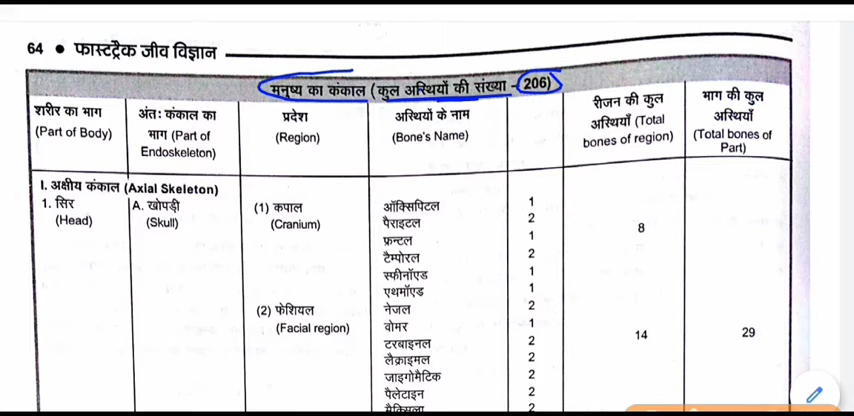 64 ● फास्टट्रैक जीव विज्ञान
मनुष्य का कंकाल (कुल अस्थियों की संख्या - 206)
शरीर का भाग (Part of Body) अंतः कंकाल का भाग (Part of Endoskeleton) प्रदेश (Region) अस्थियों के नाम (Bone's Name) रीजन की कुल अस्थियाँ (Total bones of region) भाग की कुल अस्थियाँ (Total bones of Part)
I. अक्षीय कंकाल (Axial Skeleton)
1. सिर A. खोपड़ी (1) कपाल ऑक्सिपिटल 1
(Head) (Skull) (Cranium) पैराइटल 2
फ्रन्टल 1 8
टैम्पोरल 2
स्फीनॉएड 1
एथमॉएड 1
(2) फेशियल नेजल 2
(Facial region) वोमर 1
टरबाइनल 2 14 29
लैक्राइमल 2
जाइगोमैटिक 2
पैलेटाइन 2
मैक्सिला 2